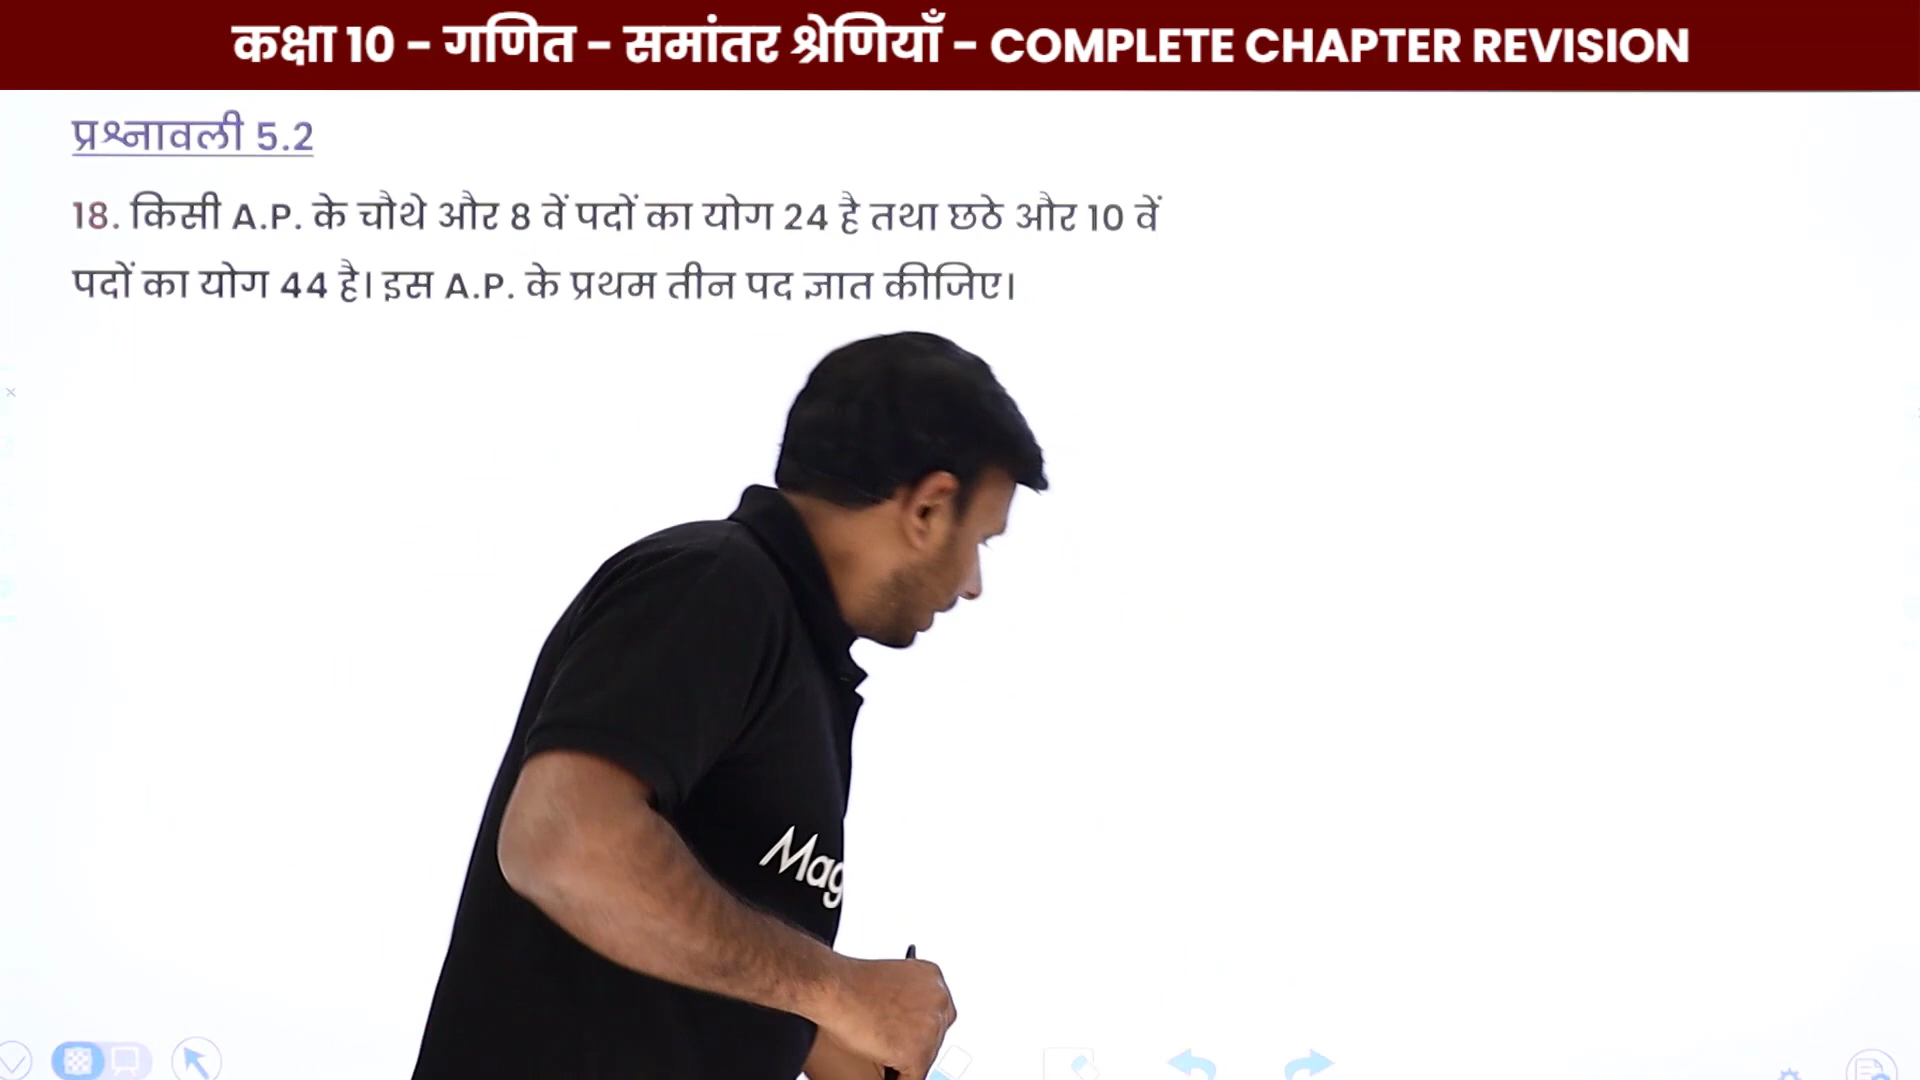 कक्षा 10 – गणित – समांतर श्रेणियाँ – COMPLETE CHAPTER REVISION
प्रश्नावली 5.2
18. किसी A.P. के चौथे और 8 वें पदों का योग 24 है तथा छठे और 10 वें
पदों का योग 44 है। इस A.P. के प्रथम तीन पद ज्ञात कीजिए।
Mag